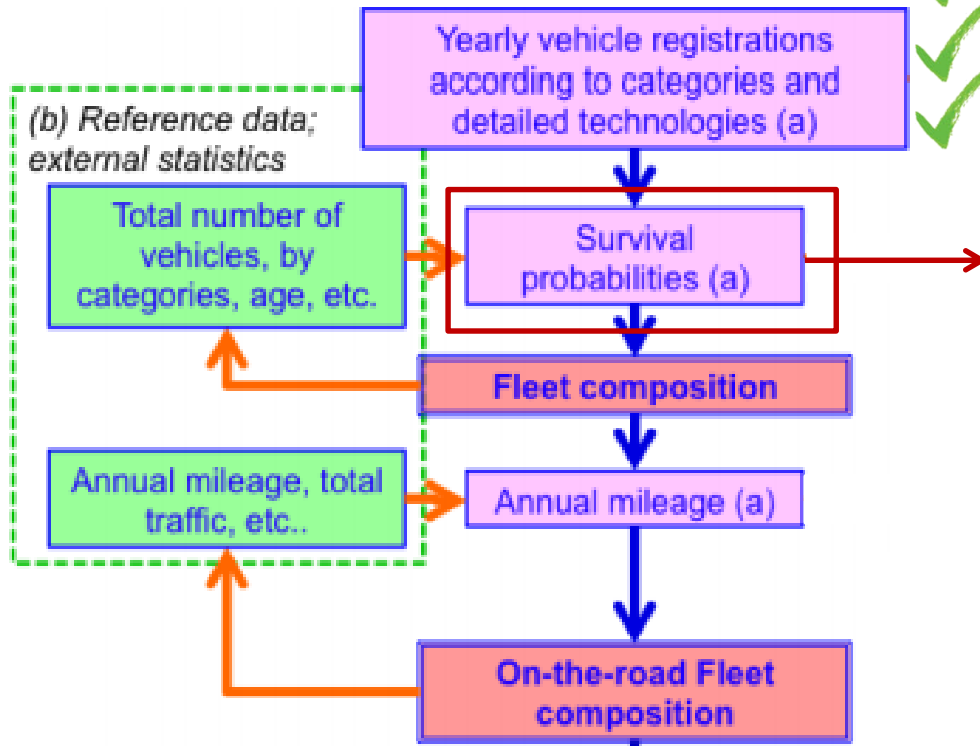 Yearly vehicle registrations
according to categories and
detailed technologies (a)
(b) Reference data;
external statistics
Total number of
vehicles, by
categories, age, etc.
Survival
probabilities (a)
Fleet composition
Annual mileage, total
traffic, etc..
Annual mileage (a)
On-the-road Fleet
composition